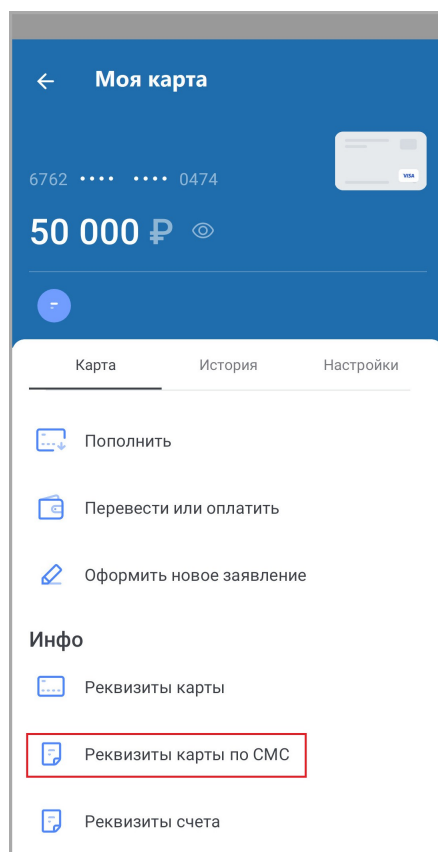 Моя карта
VISA
6762 •••• •••• 0474
50 000 ₽
Карта История Настройки
Пополнить
Перевести или оплатить
Оформить новое заявление
Инфо
Реквизиты карты
Реквизиты карты по СМС
Реквизиты счета